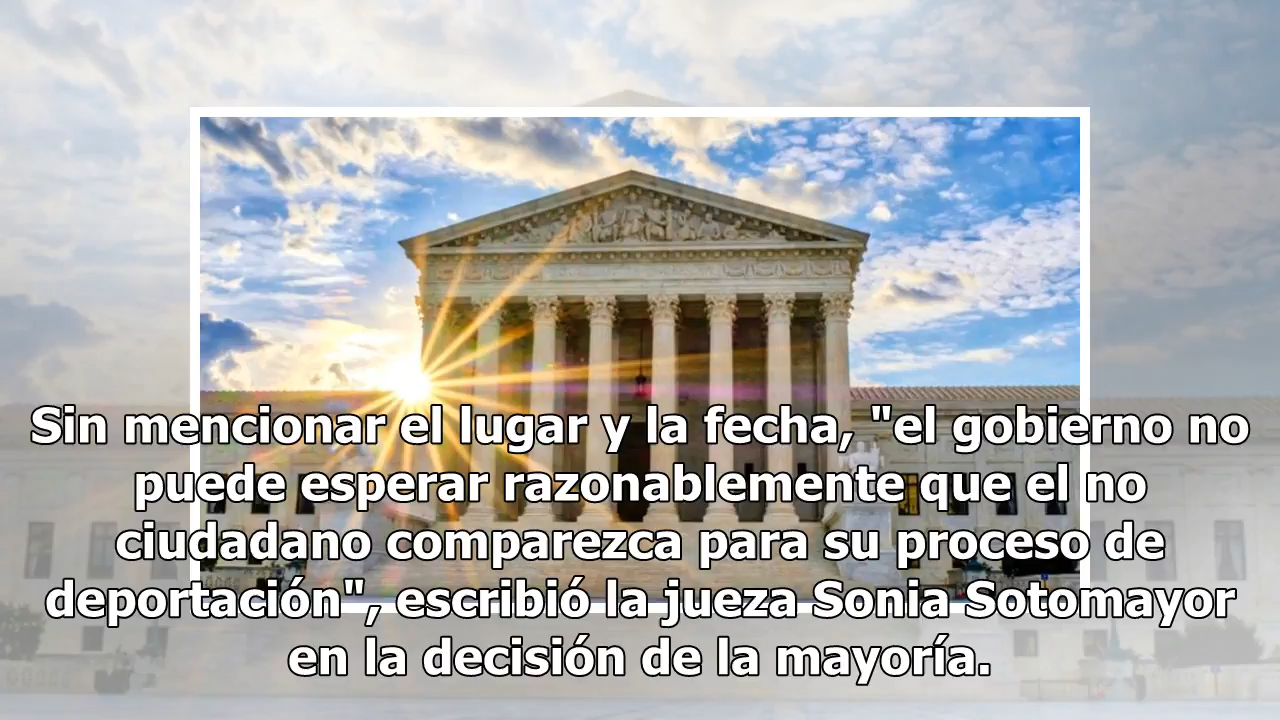 Sin mencionar el lugar y la fecha, "el gobierno no
puede esperar razonablemente que el no
ciudadano comparezca para su proceso de
deportación", escribió la jueza Sonia Sotomayor
en la decisión de la mayoría.